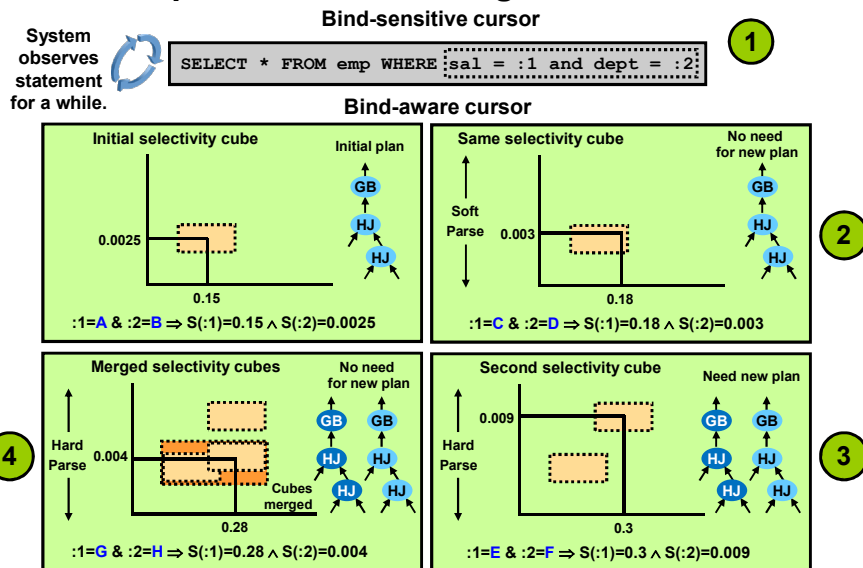 Bind-sensitive cursor
System
observes
statement
for a while.
SELECT * FROM emp WHERE sal = :1 and dept = :2
1
Bind-aware cursor
Initial selectivity cube
Initial plan
GB
HJ
HJ
0.0025
0.15
:1=A & :2=B ⇒ S(:1)=0.15 ∧ S(:2)=0.0025
Same selectivity cube
No need
for new plan
Soft
Parse
GB
HJ
HJ
0.003
0.18
:1=C & :2=D ⇒ S(:1)=0.18 ∧ S(:2)=0.003
2
Merged selectivity cubes
No need
for new plan
Hard
Parse
GB GB
HJ HJ
HJ HJ
0.004
Cubes
merged
0.28
:1=G & :2=H ⇒ S(:1)=0.28 ∧ S(:2)=0.004
4
Second selectivity cube
Need new plan
Hard
Parse
GB GB
HJ HJ
HJ HJ
0.009
0.3
:1=E & :2=F ⇒ S(:1)=0.3 ∧ S(:2)=0.009
3